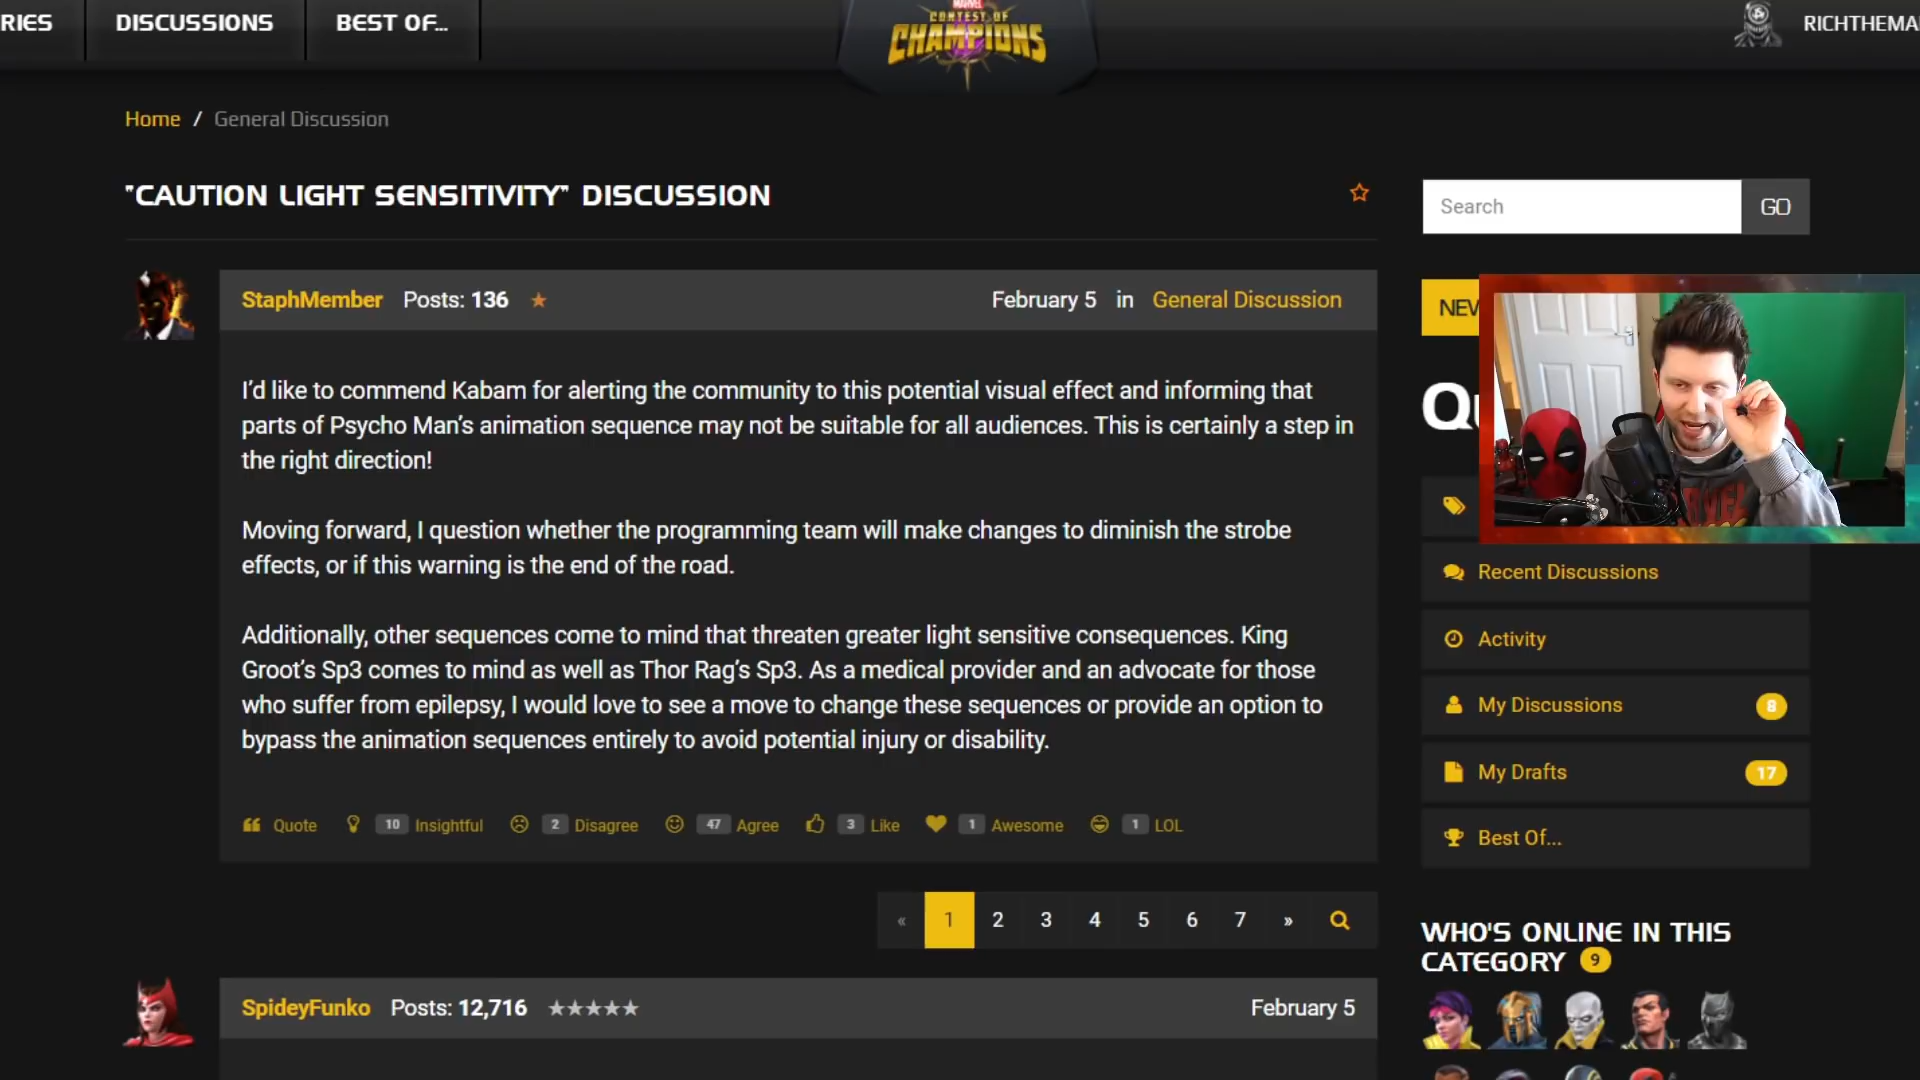 RIES
DISCUSSIONS
BEST OF...
MARVEL
CONTEST OF
CHAMPIONS
RICHTHEMA
Home / General Discussion
"CAUTION LIGHT SENSITIVITY" DISCUSSION
Search
GO
StaphMember Posts: 136 ★
February 5 in General Discussion
I'd like to commend Kabam for alerting the community to this potential visual effect and informing that
parts of Psycho Man's animation sequence may not be suitable for all audiences. This is certainly a step in
the right direction!
Moving forward, I question whether the programming team will make changes to diminish the strobe
effects, or if this warning is the end of the road.
Additionally, other sequences come to mind that threaten greater light sensitive consequences. King
Groot's Sp3 comes to mind as well as Thor Rag's Sp3. As a medical provider and an advocate for those
who suffer from epilepsy, I would love to see a move to change these sequences or provide an option to
bypass the animation sequences entirely to avoid potential injury or disability.
Quote 10 Insightful 2 Disagree 47 Agree 3 Like 1 Awesome 1 LOL
« 1 2 3 4 5 6 7 »
SpideyFunko Posts: 12,716 ★★★★★
February 5
NEW
Qu
MARVEL
Recent Discussions
Activity
My Discussions 8
My Drafts 17
Best Of...
WHO'S ONLINE IN THIS
CATEGORY 9